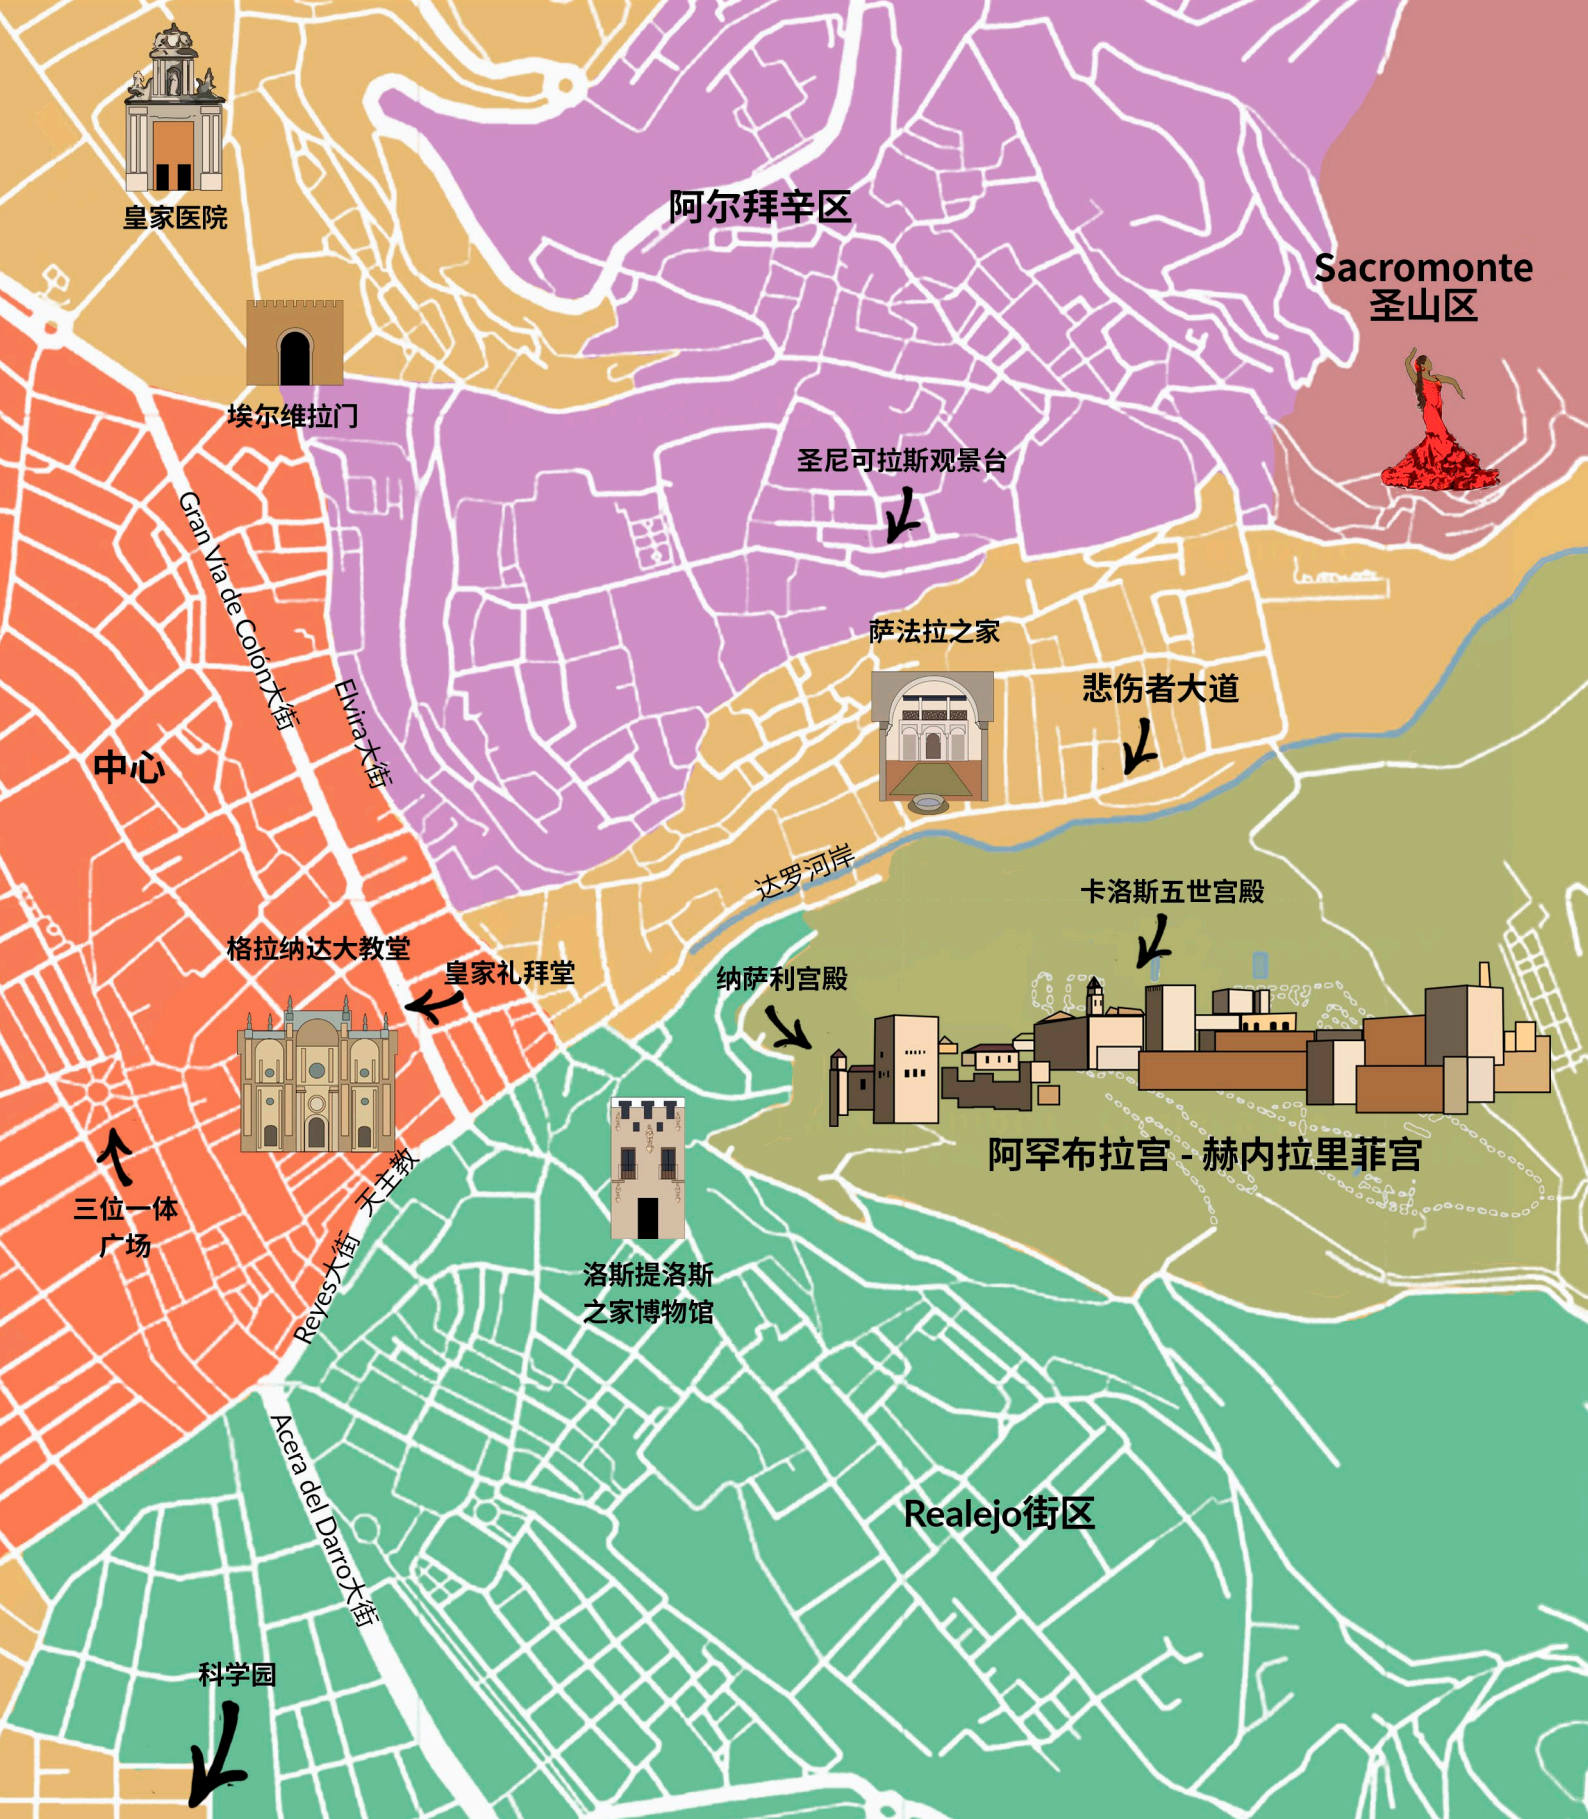 皇家医院
阿尔拜辛区
Sacromonte
圣山区
埃尔维拉门
圣尼可拉斯观景台
Gran Vía de Colón大街
萨法拉之家
Elvira大街
悲伤者大道
中心
达罗河岸
卡洛斯五世宫殿
格拉纳达大教堂
皇家礼拜堂
纳萨利宫殿
阿罕布拉宫 - 赫内拉里菲宫
三位一体
广场
Reyes大街 天主教
洛斯提洛斯
之家博物馆
Acera del Darro大街
Realejo街区
科学园